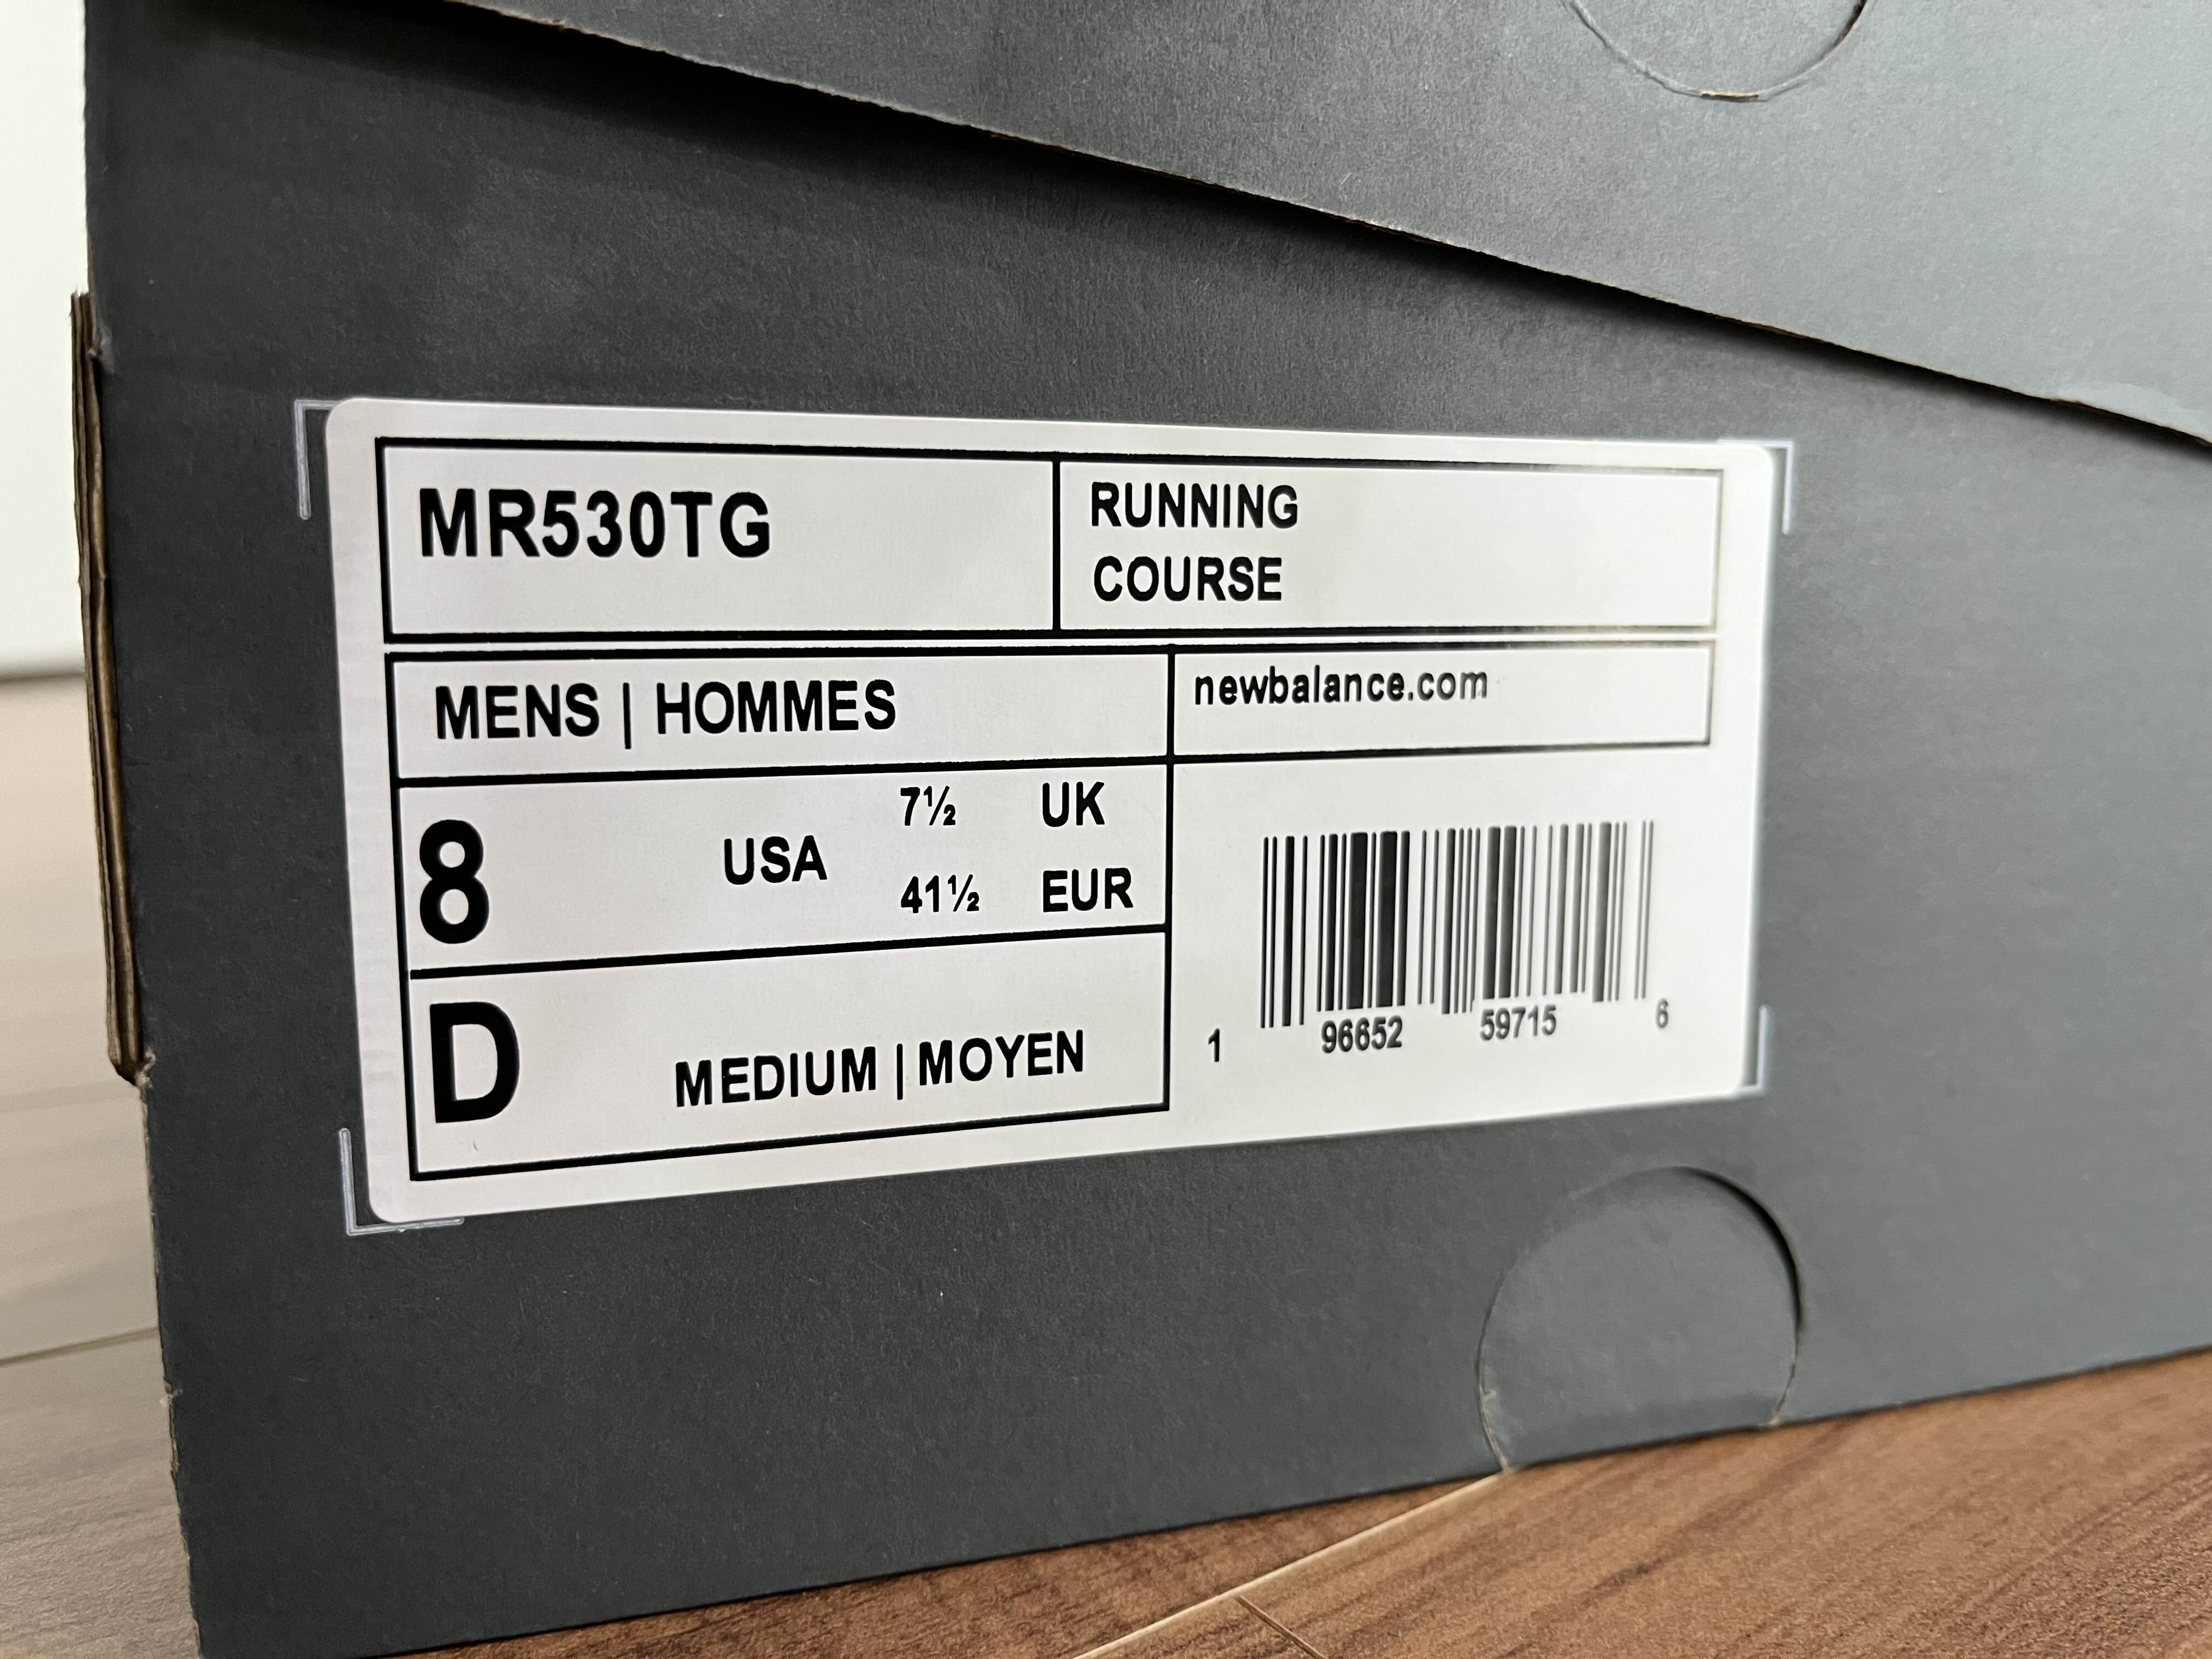 MR530TG
RUNNING
COURSE
MENS | HOMMES
newbalance.com
8 USA
7½ UK
41½ EUR
D MEDIUM | MOYEN
1 96652 59715 6